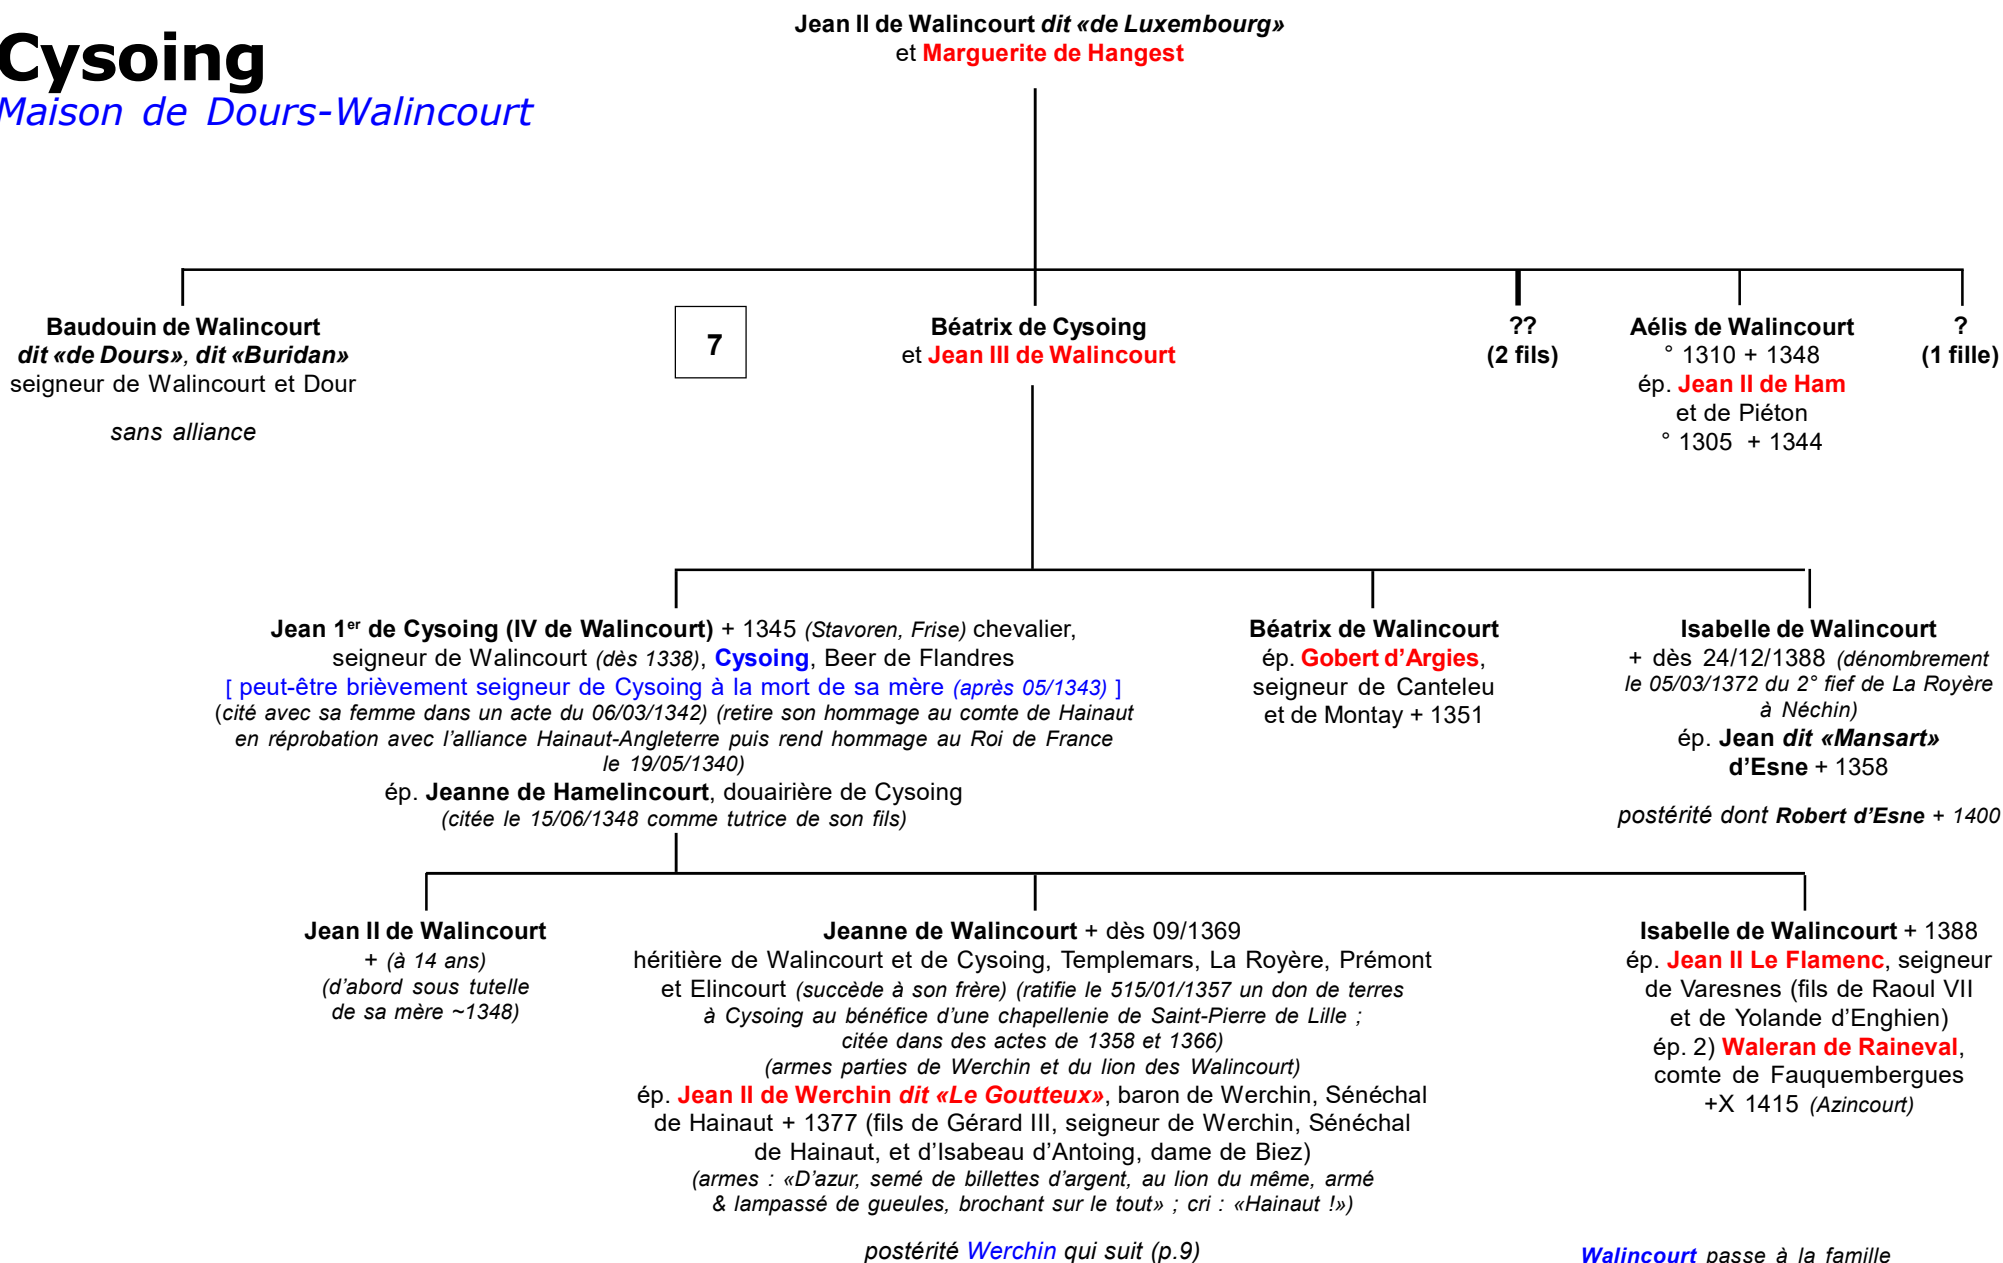 Cysoing
Maison de Dours-Walincourt
Jean II de Walincourt dit «de Luxembourg»
et Marguerite de Hangest
Baudouin de Walincourt
dit «de Dours», dit «Buridan»
seigneur de Walincourt et Dour
sans alliance
7
Béatrix de Cysoing
et Jean III de Walincourt
??
(2 fils)
Aélis de Walincourt
° 1310 + 1348
ép. Jean II de Ham
et de Piéton
° 1305 + 1344
?
(1 fille)
Jean 1er de Cysoing (IV de Walincourt) + 1345 (Stavoren, Frise) chevalier,
seigneur de Walincourt (dès 1338), Cysoing, Beer de Flandres
[ peut-être brièvement seigneur de Cysoing à la mort de sa mère (après 05/1343) ]
(cité avec sa femme dans un acte du 06/03/1342) (retire son hommage au comte de Hainaut
en réprobation avec l'alliance Hainaut-Angleterre puis rend hommage au Roi de France
le 19/05/1340)
ép. Jeanne de Hamelincourt, douairière de Cysoing
(citée le 15/06/1348 comme tutrice de son fils)
Béatrix de Walincourt
ép. Gobert d'Argies,
seigneur de Canteleu
et de Montay + 1351
Isabelle de Walincourt
+ dès 24/12/1388 (dénombrement
le 05/03/1372 du 2° fief de La Royère
à Néchin)
ép. Jean dit «Mansart»
d'Esne + 1358
postérité dont Robert d'Esne + 1400
Jean II de Walincourt
+ (à 14 ans)
(d'abord sous tutelle
de sa mère ~1348)
Jeanne de Walincourt + dès 09/1369
héritière de Walincourt et de Cysoing, Templemars, La Royère, Prémont
et Elincourt (succède à son frère) (ratifie le 515/01/1357 un don de terres
à Cysoing au bénéfice d'une chapellenie de Saint-Pierre de Lille ;
citée dans des actes de 1358 et 1366)
(armes parties de Werchin et du lion des Walincourt)
ép. Jean II de Werchin dit «Le Goutteux», baron de Werchin, Sénéchal
de Hainaut + 1377 (fils de Gérard III, seigneur de Werchin, Sénéchal
de Hainaut, et d'Isabeau d'Antoing, dame de Biez)
(armes : «D'azur, semé de billettes d'argent, au lion du même, armé
& lampassé de gueules, brochant sur le tout» ; cri : «Hainaut !»)
postérité Werchin qui suit (p.9)
Isabelle de Walincourt + 1388
ép. Jean II Le Flamenc, seigneur
de Varesnes (fils de Raoul VII
et de Yolande d'Enghien)
ép. 2) Waleran de Raineval,
comte de Fauquembergues
+X 1415 (Azincourt)
Walincourt passe à la famille